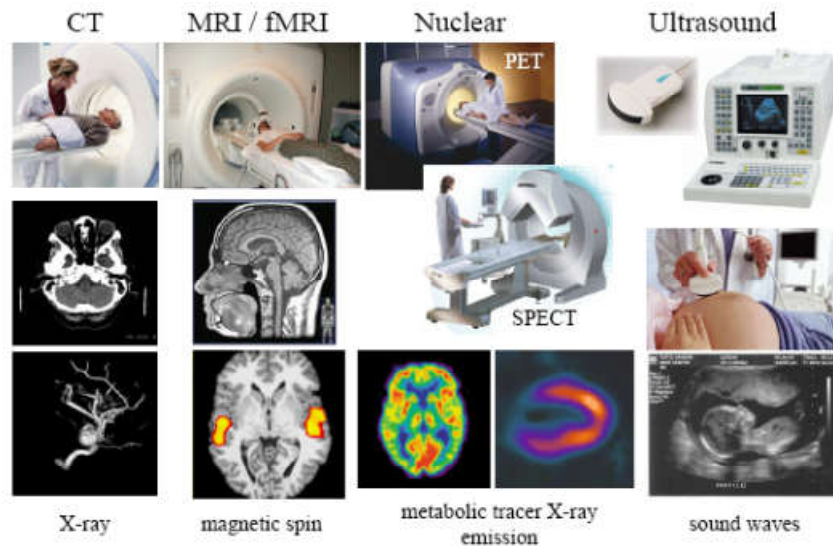 CT
MRI / fMRI
Nuclear
Ultrasound
PET
SPECT
X-ray
magnetic spin
metabolic tracer X-ray
emission
sound waves